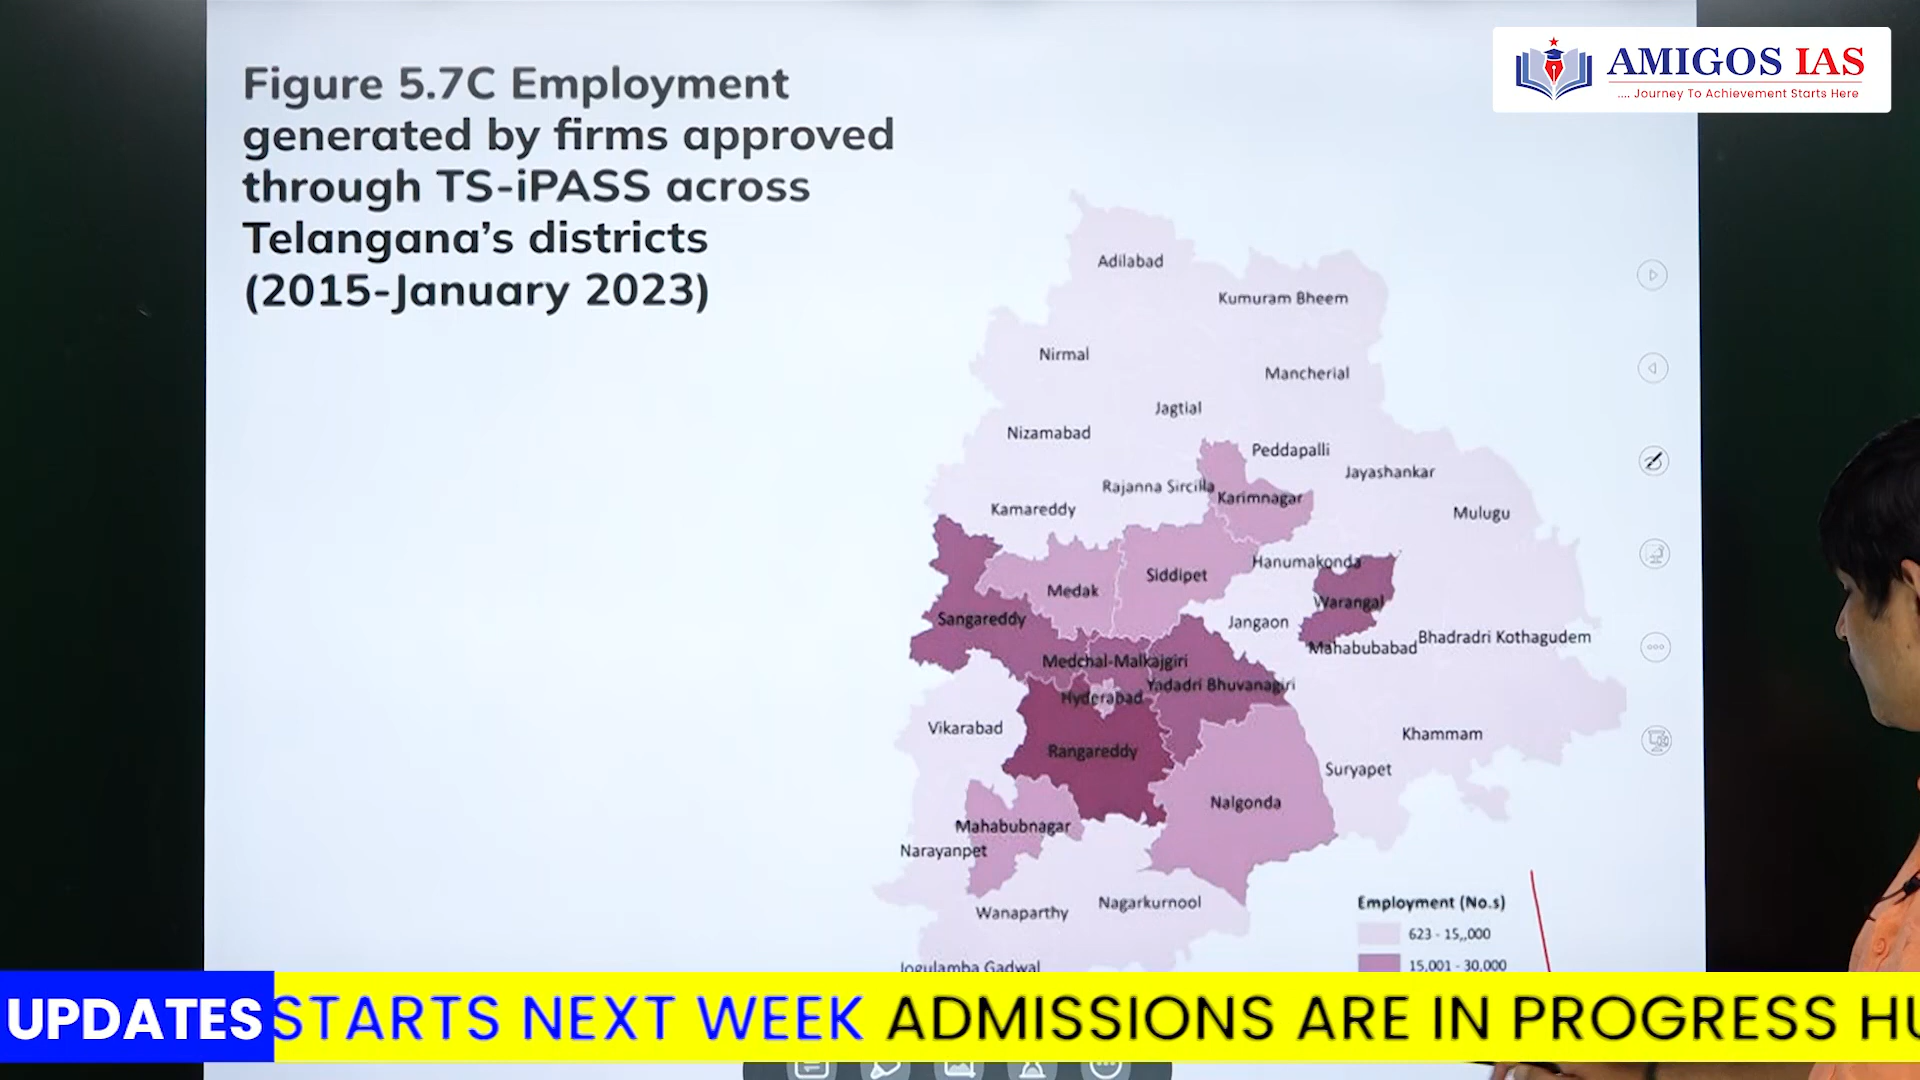 Figure 5.7C Employment
generated by firms approved
through TS-iPASS across
Telangana’s districts
(2015-January 2023)
AMIGOS IAS
.... Journey To Achievement Starts Here
Adilabad
Kumuram Bheem
Nirmal
Mancherial
Jagtial
Nizamabad
Peddapalli
Jayashankar
Rajanna Sircilla
Karimnagar
Kamareddy
Mulugu
Hanumakonda
Siddipet
Medak
Warangal
Sangareddy
Jangaon
Bhadradri Kothagudem
Mahabubabad
Medchal-Malkajgiri
Yadadri Bhuvanagiri
Hyderabad
Vikarabad
Khammam
Rangareddy
Suryapet
Nalgonda
Mahabubnagar
Narayanpet
Nagarkurnool
Wanaparthy
Jogulamba Gadwal
Employment (No.s)
623 - 15,,000
15,001 - 30,000
UPDATES
STARTS NEXT WEEK ADMISSIONS ARE IN PROGRESS HU